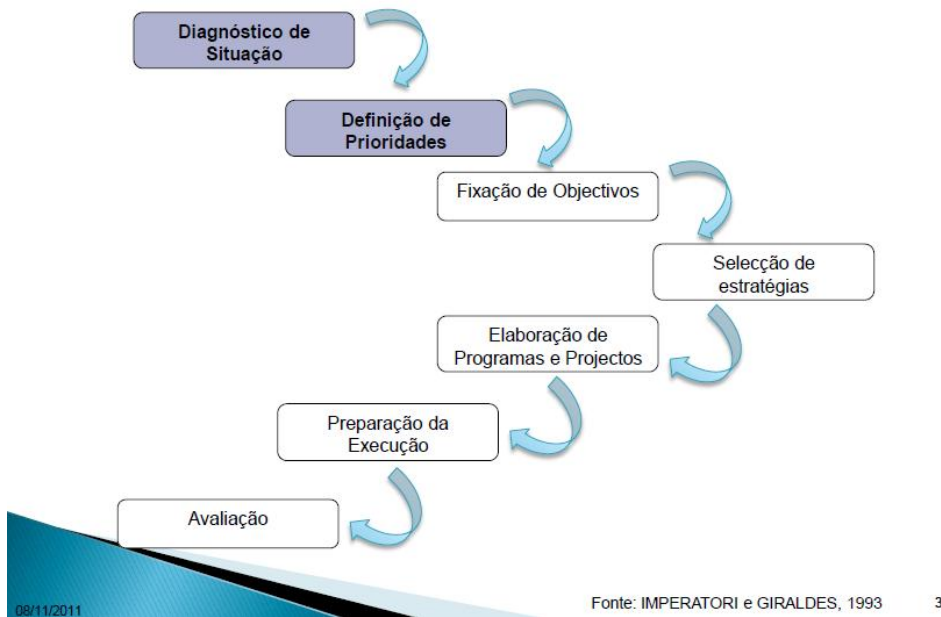 Diagnóstico de
Situação
Definição de
Prioridades
Fixação de Objectivos
Selecção de
estratégias
Elaboração de
Programas e Projectos
Preparação da
Execução
Avaliação
08/11/2011
Fonte: IMPERATORI e GIRALDES, 1993
3